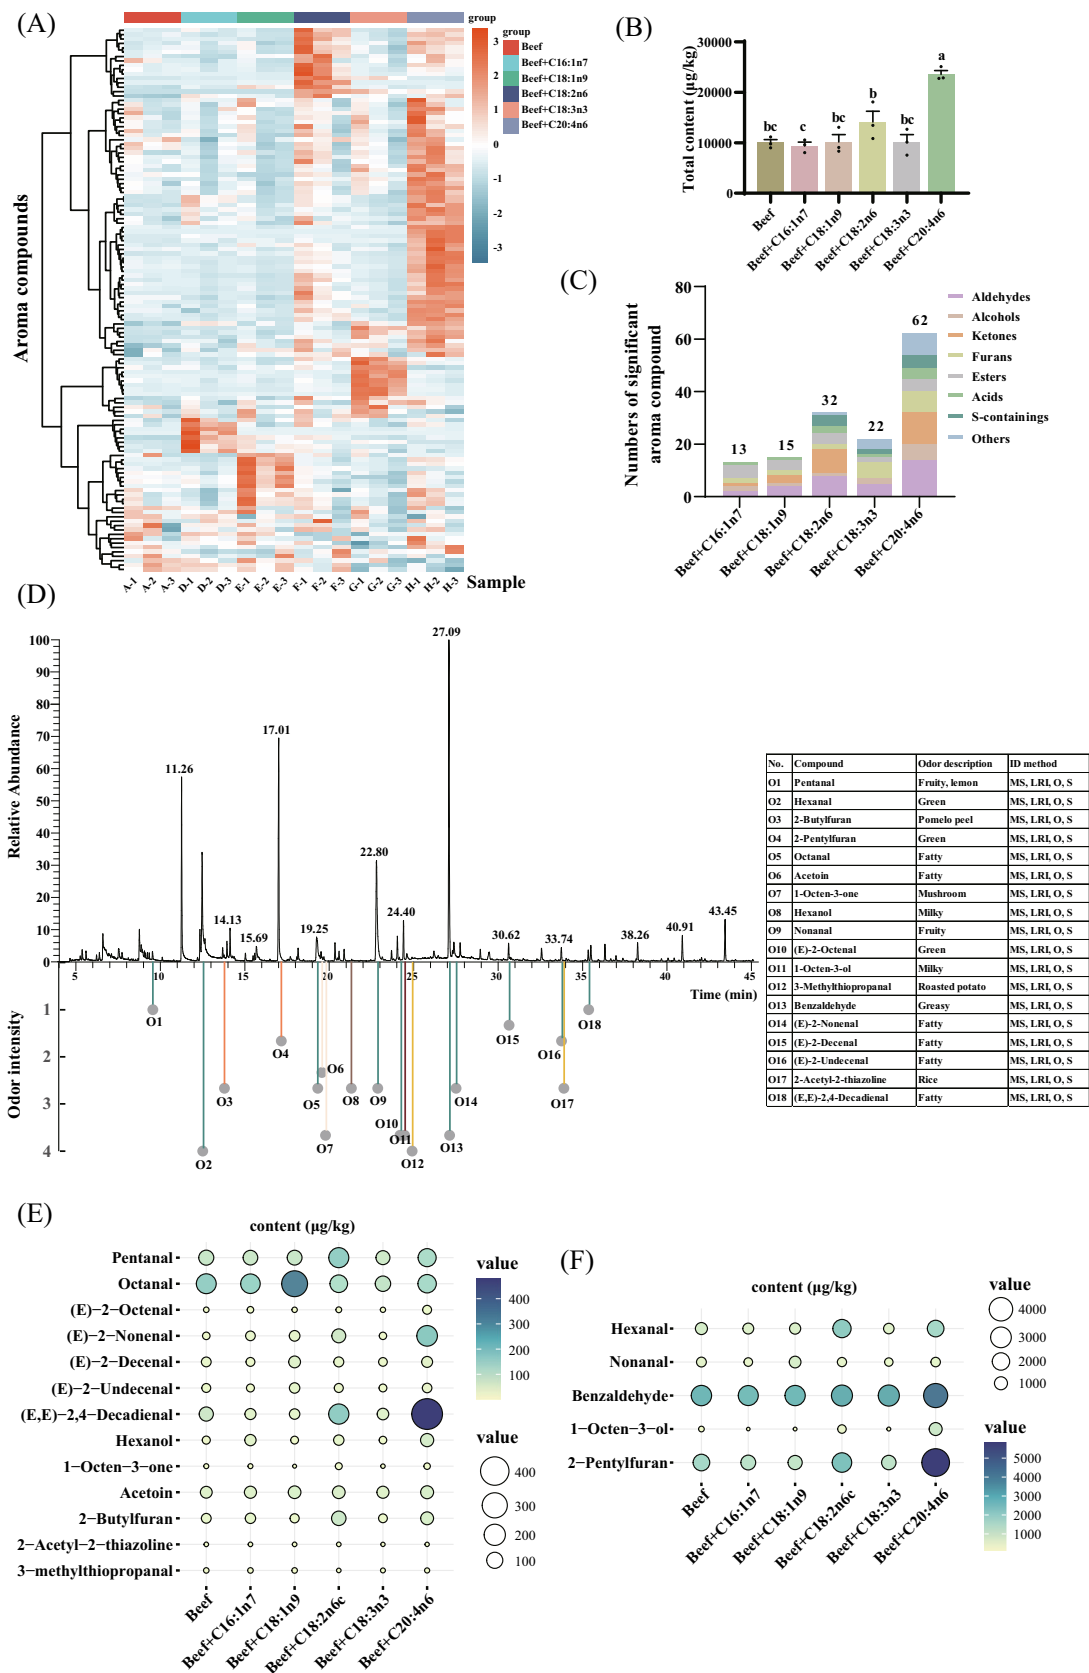 (A)
group
group
Beef
Beef+C16:1n7
Beef+C18:1n9
Beef+C18:2n6
Beef+C18:3n3
Beef+C20:4n6
3
2
1
0
-1
-2
-3
Aroma compounds
A-1 A-2 A-3 D-1 D-2 D-3 E-1 E-2 E-3 F-1 F-2 F-3 G-1 G-2 G-3 H-1 H-2 H-3
Sample
(B)
Total content (μg/kg)
30000
20000
10000
0
bc c bc b bc a
Beef
Beef+C16:1n7
Beef+C18:1n9
Beef+C18:2n6
Beef+C18:3n3
Beef+C20:4n6
(C)
Numbers of significant
aroma compound
80
60
40
20
0
13 15 32 22 62
Beef+C16:1n7
Beef+C18:1n9
Beef+C18:2n6
Beef+C18:3n3
Beef+C20:4n6
Aldehydes
Alcohols
Ketones
Furans
Esters
Acids
S-containings
Others
(D)
Relative Abundance
100
90
80
70
60
50
40
30
20
10
0
11.26
14.13
15.69
17.01
19.25
22.80
24.40
27.09
30.62
33.74
38.26
40.91
43.45
5 10 15 20 25 30 35 40 45
Time (min)
Odor intensity
1
2
3
4
O1
O2
O3
O4
O5
O6
O7
O8
O9
O10
O11
O12
O13
O14
O15
O16
O17
O18
No. Compound Odor description ID method
O1 Pentanal Fruity, lemon MS, LRI, O, S
O2 Hexanal Green MS, LRI, O, S
O3 2-Butylfuran Pomelo peel MS, LRI, O, S
O4 2-Pentylfuran Green MS, LRI, O, S
O5 Octanal Fatty MS, LRI, O, S
O6 Acetoin Fatty MS, LRI, O, S
O7 1-Octen-3-one Mushroom MS, LRI, O, S
O8 Hexanol Milky MS, LRI, O, S
O9 Nonanal Fruity MS, LRI, O, S
O10 (E)-2-Octenal Green MS, LRI, O, S
O11 1-Octen-3-ol Milky MS, LRI, O, S
O12 3-Methylthiopropanal Roasted potato MS, LRI, O, S
O13 Benzaldehyde Greasy MS, LRI, O, S
O14 (E)-2-Nonenal Fatty MS, LRI, O, S
O15 (E)-2-Decenal Fatty MS, LRI, O, S
O16 (E)-2-Undecenal Fatty MS, LRI, O, S
O17 2-Acetyl-2-thiazoline Rice MS, LRI, O, S
O18 (E,E)-2,4-Decadienal Fatty MS, LRI, O, S
(E)
content (μg/kg)
Pentanal
Octanal
(E)−2−Octenal
(E)−2−Nonenal
(E)−2−Decenal
(E)−2−Undecenal
(E,E)−2,4−Decadienal
Hexanol
1−Octen−3−one
Acetoin
2−Butylfuran
2−Acetyl−2−thiazoline
3−methylthiopropanal
Beef
Beef+C16:1n7
Beef+C18:1n9
Beef+C18:2n6c
Beef+C18:3n3
Beef+C20:4n6
value
400
300
200
100
value
400
300
200
100
(F)
content (μg/kg)
Hexanal
Nonanal
Benzaldehyde
1−Octen−3−ol
2−Pentylfuran
Beef
Beef+C16:1n7
Beef+C18:1n9
Beef+C18:2n6c
Beef+C18:3n3
Beef+C20:4n6
value
4000
3000
2000
1000
value
5000
4000
3000
2000
1000